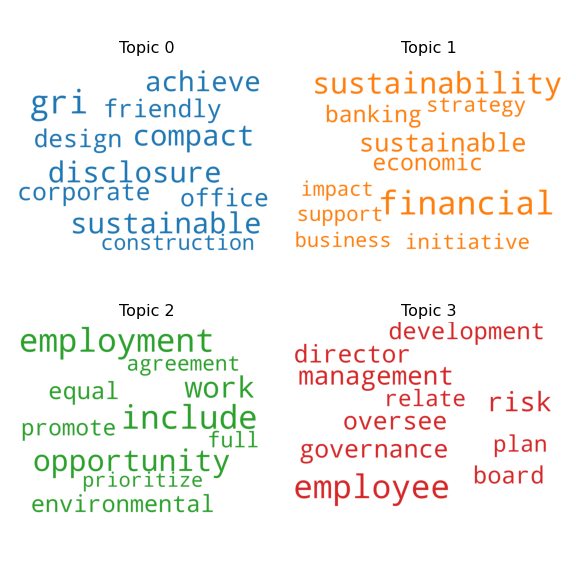 Topic 0
achieve
gri friendly
design compact
disclosure
corporate office
sustainable
construction
Topic 1
sustainability
banking strategy
sustainable
economic
impact
support financial
business initiative
Topic 2
employment
agreement
equal work
promote include
full
opportunity
prioritize
environmental
Topic 3
development
director
management
relate risk
oversee
governance plan
board
employee